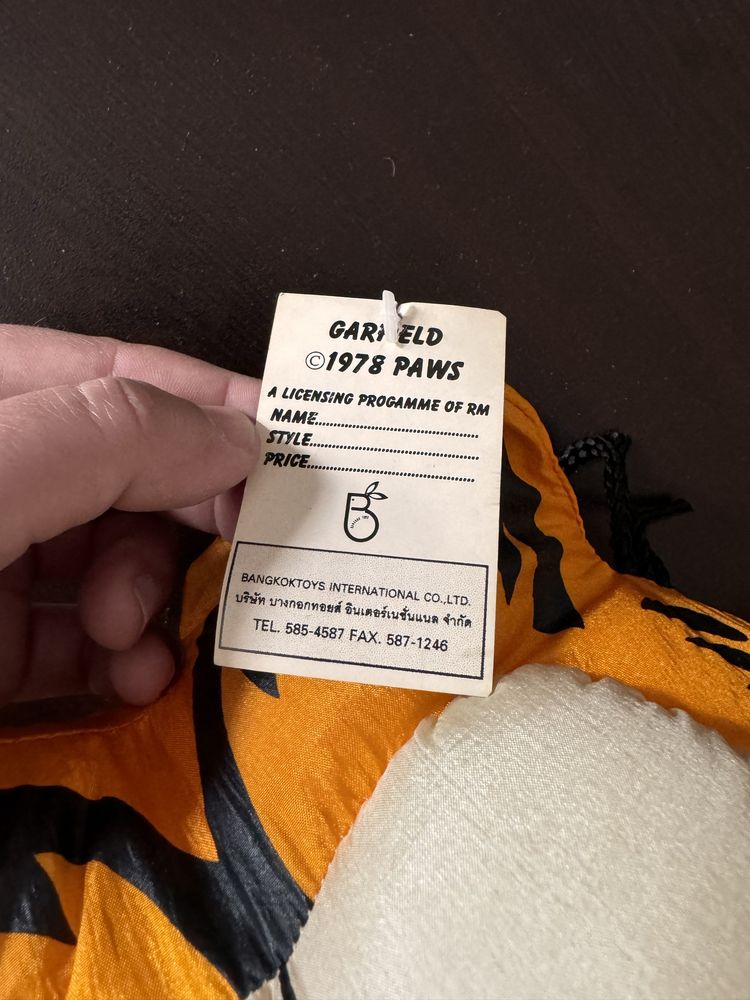 GARFIELD
©1978 PAWS
A LICENSING PROGAMME OF RM
NAME
STYLE
PRICE
B
BANGKOKTOYS INTERNATIONAL CO.,LTD.
บริษัท บางกอกทอยส์ อินเตอร์เนชั่นแนล จำกัด
TEL. 585-4587 FAX. 587-1246